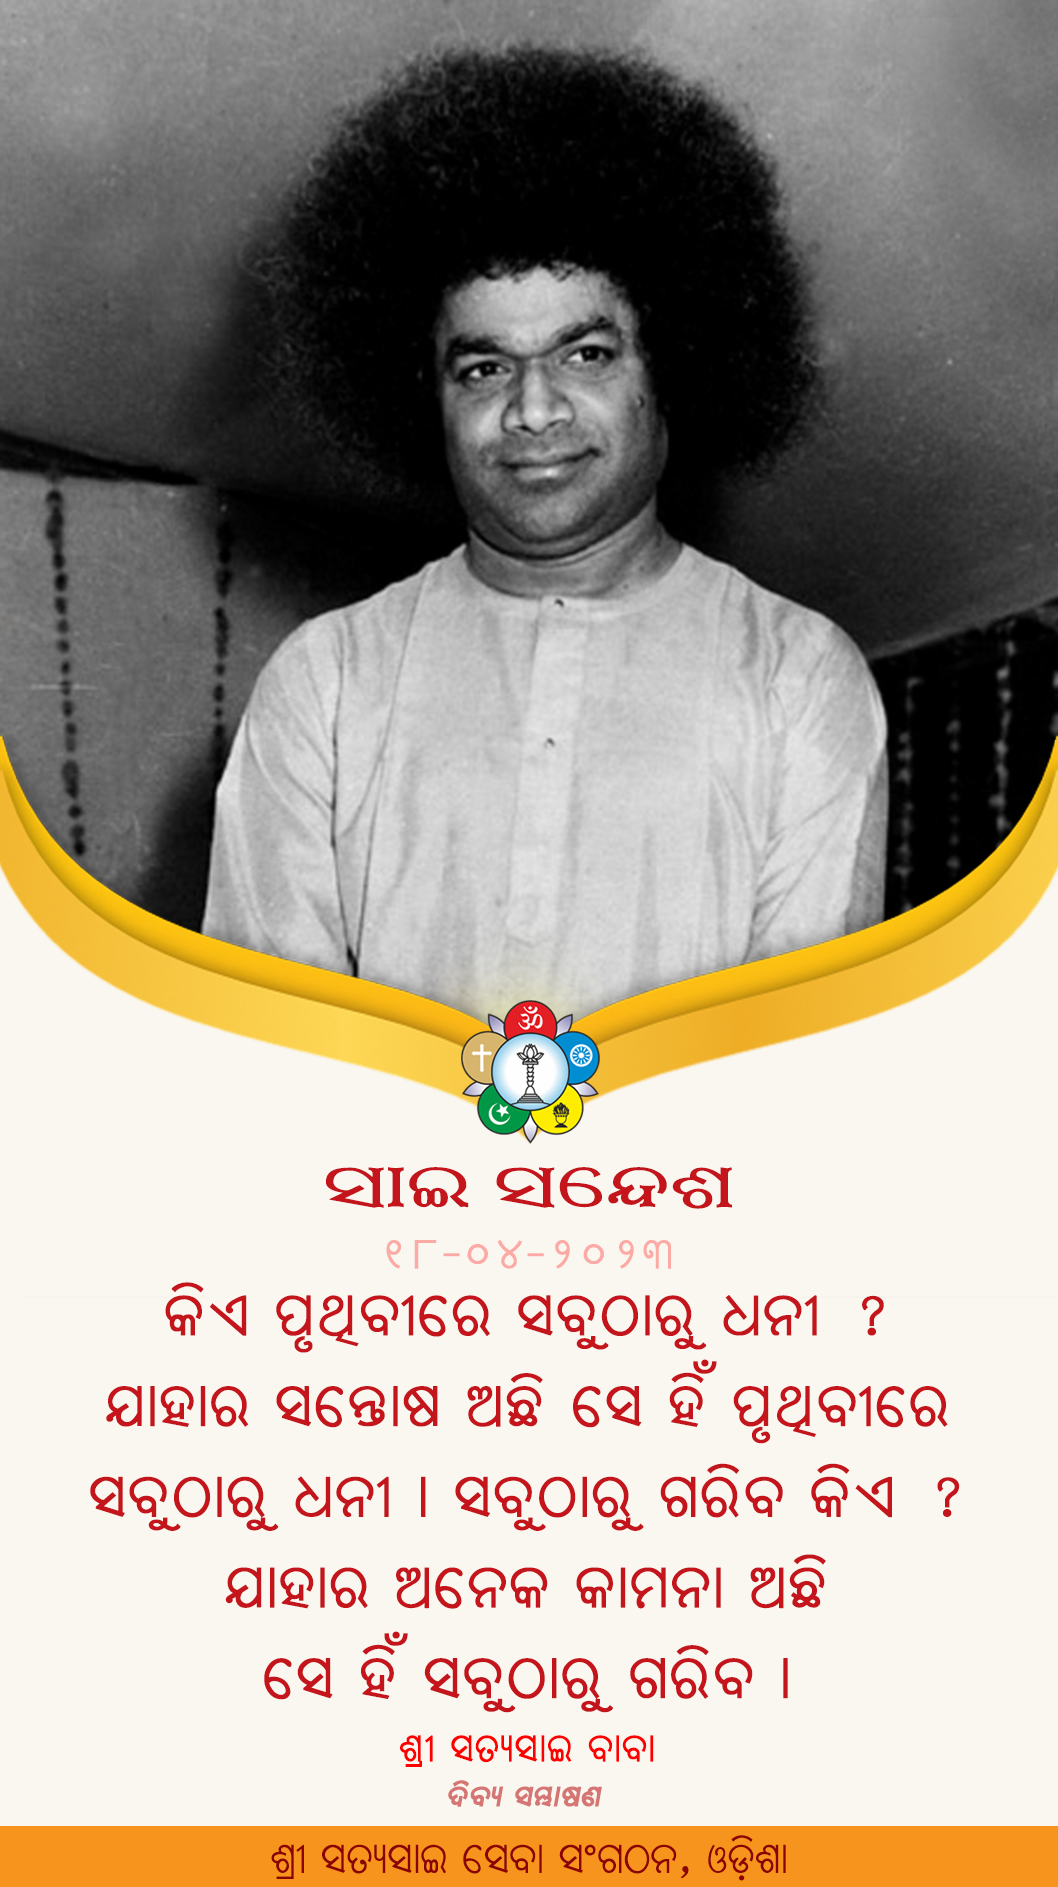 ॐ
ସାଇ ସନ୍ଦେଶ
୧୮-୦୪-୨୦୨୩
କିଏ ପୃଥିବୀରେ ସବୁଠାରୁ ଧନୀ ?
ଯାହାର ସନ୍ତୋଷ ଅଛି ସେ ହିଁ ପୃଥିବୀରେ
ସବୁଠାରୁ ଧନୀ । ସବୁଠାରୁ ଗରିବ କିଏ ?
ଯାହାର ଅନେକ କାମନା ଅଛି
ସେ ହିଁ ସବୁଠାରୁ ଗରିବ ।
ଶ୍ରୀ ସତ୍ୟସାଇ ବାବା
ଦିବ୍ୟ ସମ୍ଭାଷଣ
ଶ୍ରୀ ସତ୍ୟସାଇ ସେବା ସଂଗଠନ, ଓଡ଼ିଶା